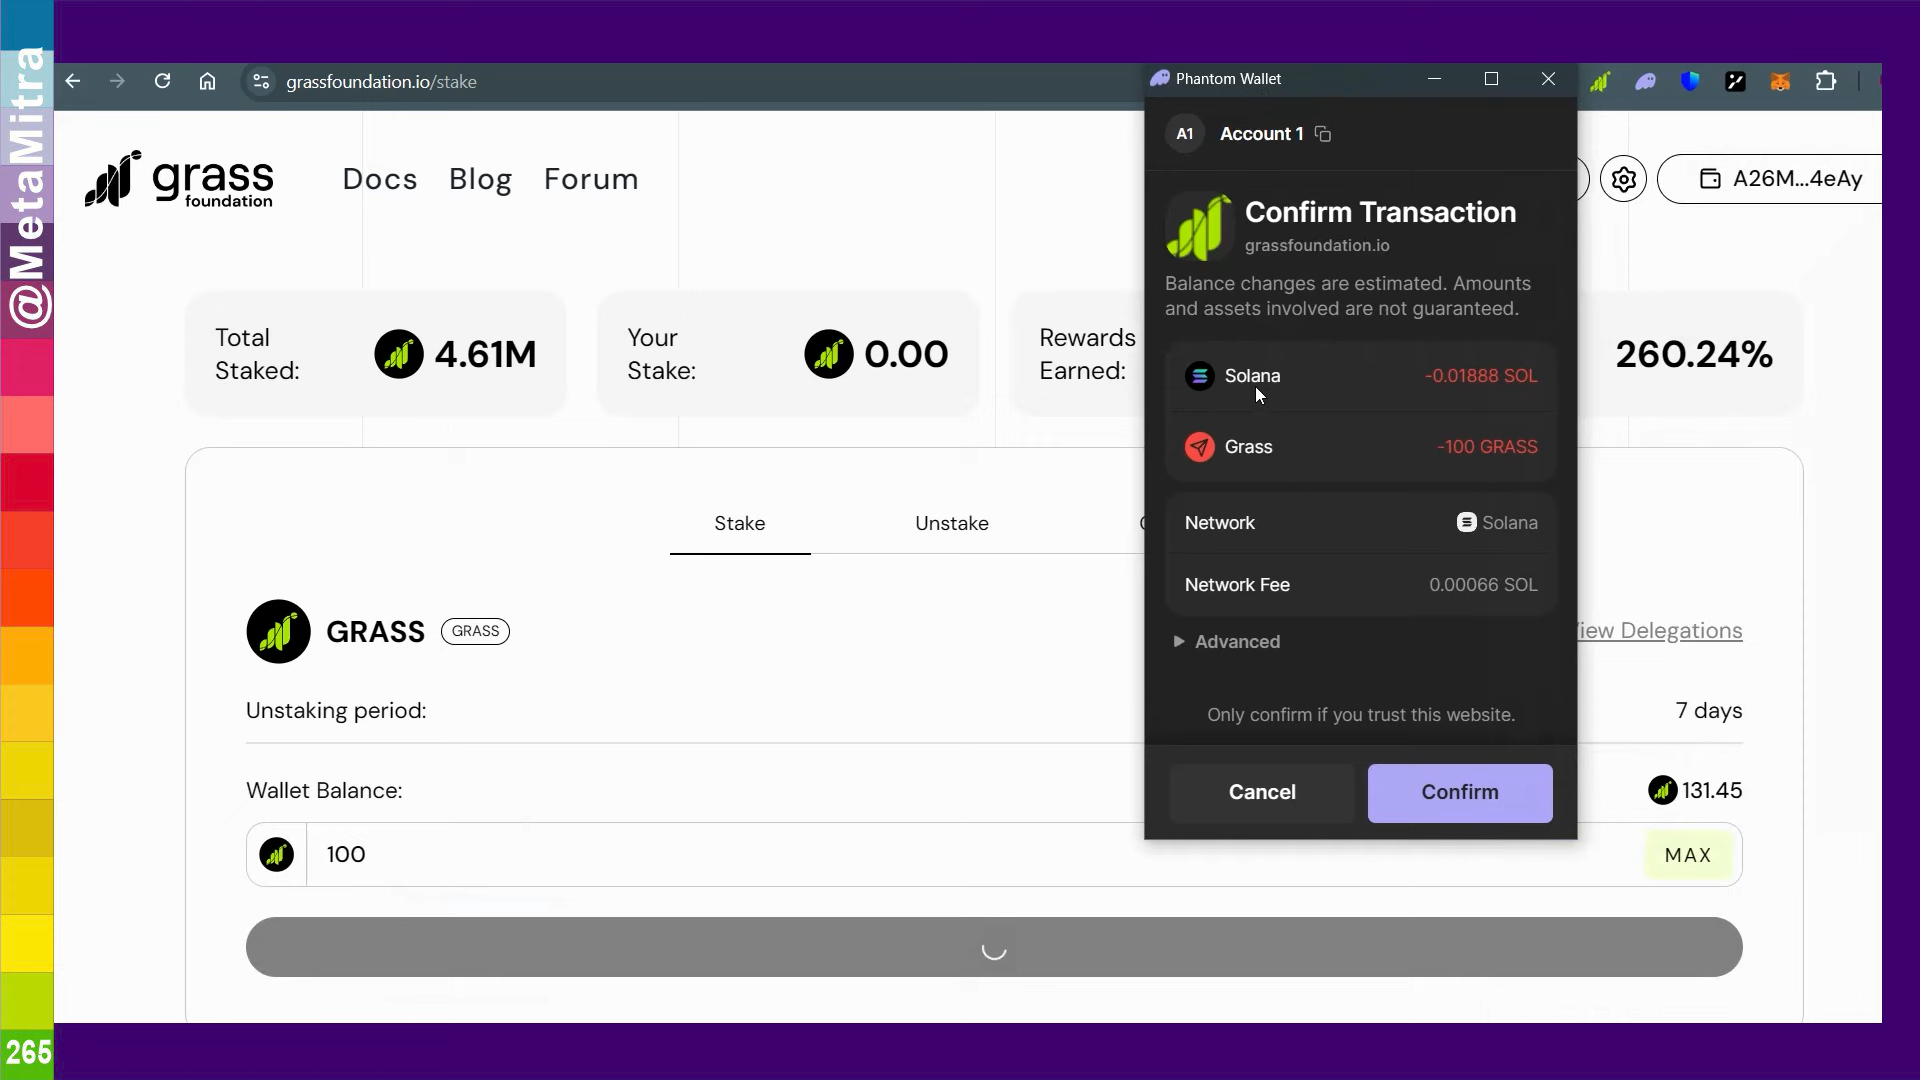 @MetaMitra
265
grassfoundation.io/stake
Phantom Wallet
grass
foundation
Docs
Blog
Forum
A26M...4eAy
Total
Staked:
4.61M
Your
Stake:
0.00
Rewards
Earned:
260.24%
Stake
Unstake
GRASS
GRASS
iew Delegations
Unstaking period:
7 days
Wallet Balance:
131.45
100
MAX
A1
Account 1
Confirm Transaction
grassfoundation.io
Balance changes are estimated. Amounts
and assets involved are not guaranteed.
Solana
-0.01888 SOL
Grass
-100 GRASS
Network
Solana
Network Fee
0.00066 SOL
Advanced
Only confirm if you trust this website.
Cancel
Confirm